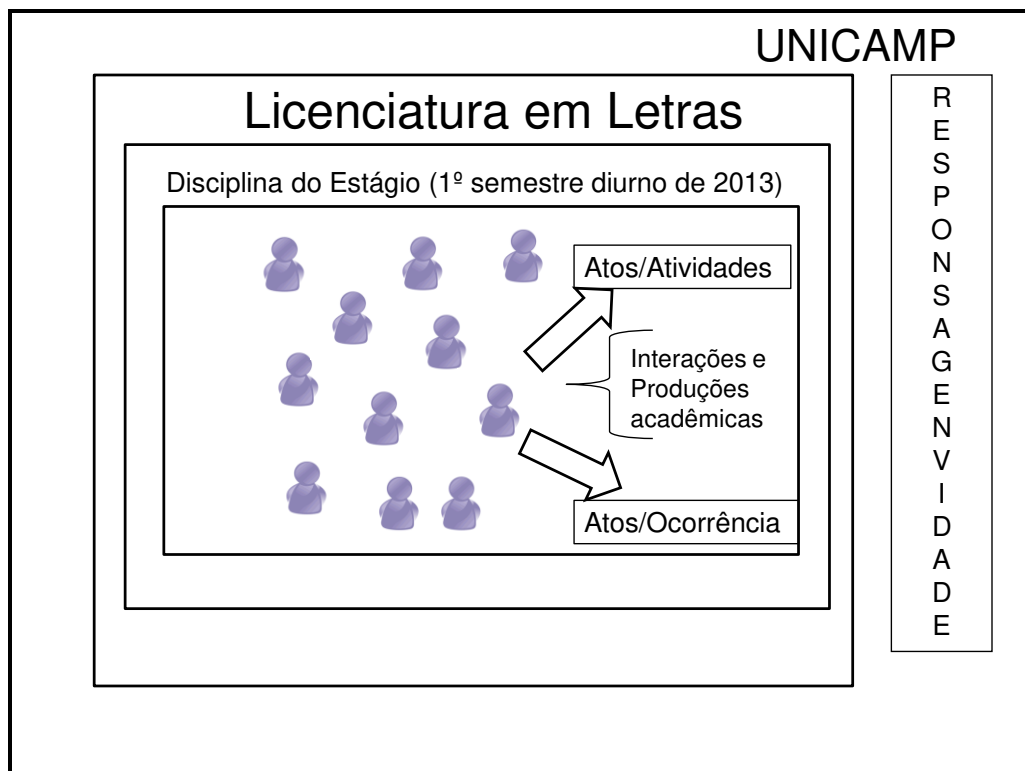 UNICAMP
Licenciatura em Letras
Disciplina do Estágio (1º semestre diurno de 2013)
Atos/Atividades
Interações e
Produções
acadêmicas
Atos/Ocorrência
R
E
S
P
O
N
S
A
G
E
N
V
I
D
A
D
E